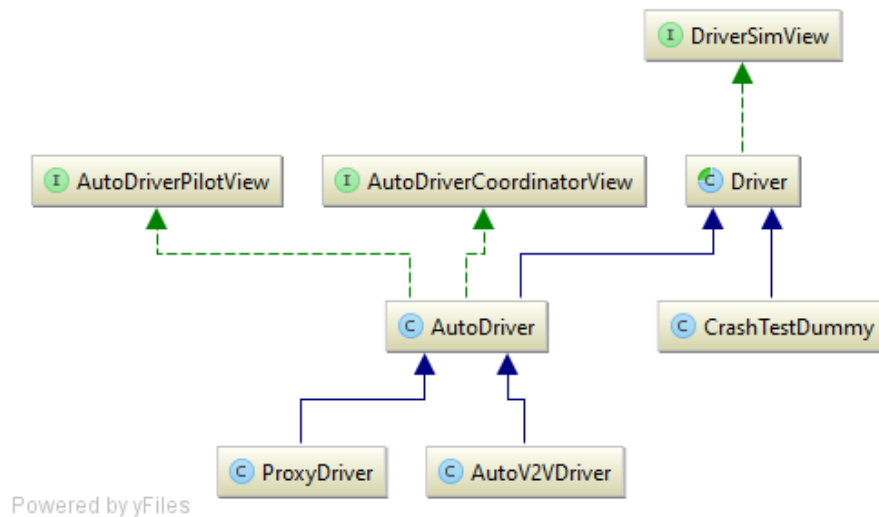 I DriverSimView
I AutoDriverPilotView
I AutoDriverCoordinatorView
C Driver
C AutoDriver
C CrashTestDummy
C ProxyDriver
C AutoV2VDriver
Powered by yFiles